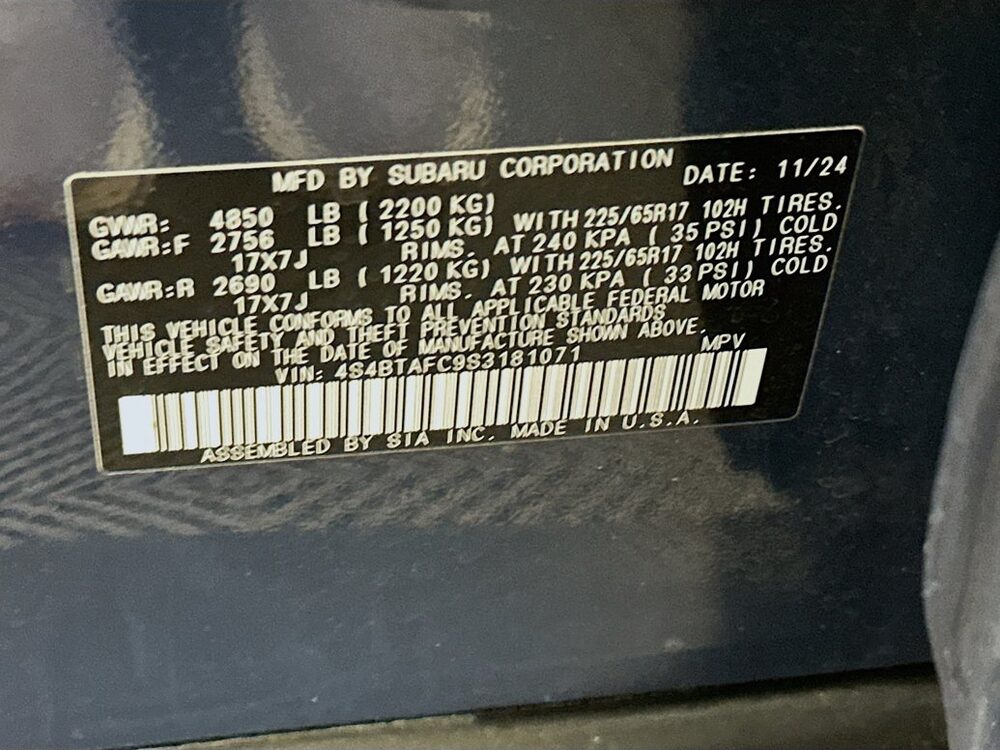 MFD BY SUBARU CORPORATION DATE: 11/24
GVWR: 4850 LB ( 2200 KG)
GAWR:F 2756 LB ( 1250 KG) WITH 225/65R17 102H TIRES.
17X7J RIMS. AT 240 KPA ( 35 PSI) COLD
GAWR:R 2690 LB ( 1220 KG) WITH 225/65R17 102H TIRES.
17X7J RIMS. AT 230 KPA ( 33 PSI) COLD
THIS VEHICLE CONFORMS TO ALL APPLICABLE FEDERAL MOTOR
VEHICLE SAFETY AND THEFT PREVENTION STANDARDS
IN EFFECT ON THE DATE OF MANUFACTURE SHOWN ABOVE.
VIN: 4S4BTAFC9S3181071 MPV
ASSEMBLED BY SIA INC. MADE IN U.S.A.